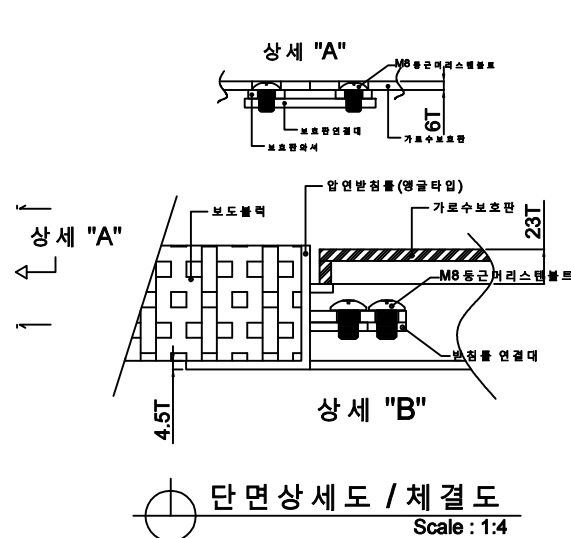 상세 "A"
M8 둥근머리스텐볼트
6T
보호판연결대
가로수보호판
보호판와셔
압연받침틀(앵글타입)
보도블럭
가로수보호판
23T
상세 "A"
M8 둥근머리스텐볼트
받침틀 연결대
4.5T
상세 "B"
단면상세도 / 체결도
Scale : 1:4